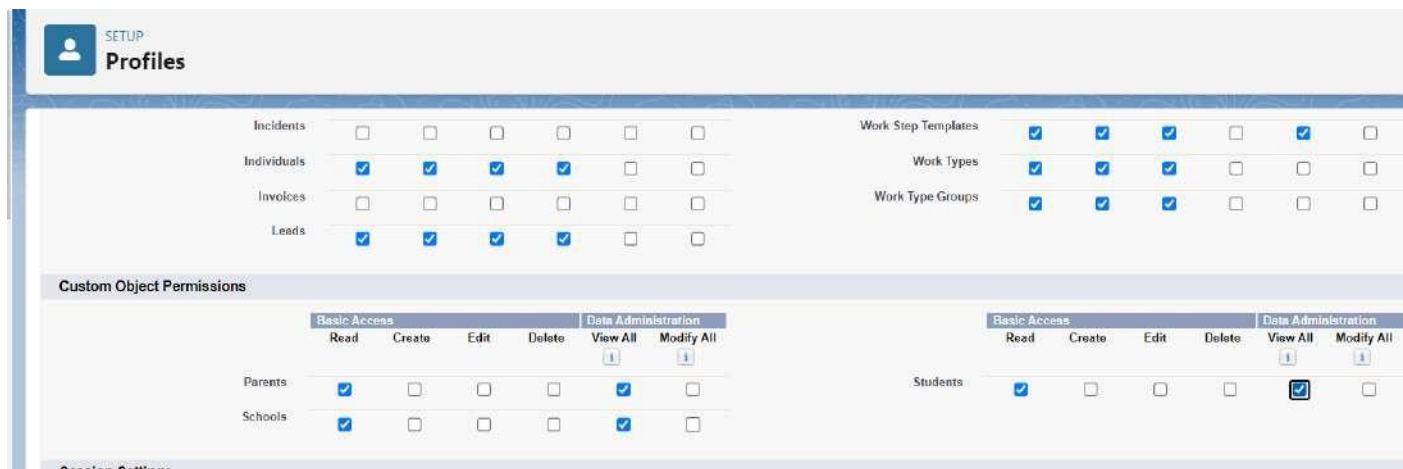 SETUP
Profiles
Incidents
Individuals
Invoices
Leads
Work Step Templates
Work Types
Work Type Groups
Custom Object Permissions
Basic Access Data Administration
Read Create Edit Delete View All Modify All
Parents
Schools
Basic Access Data Administration
Read Create Edit Delete View All Modify All
Students
Session Settings